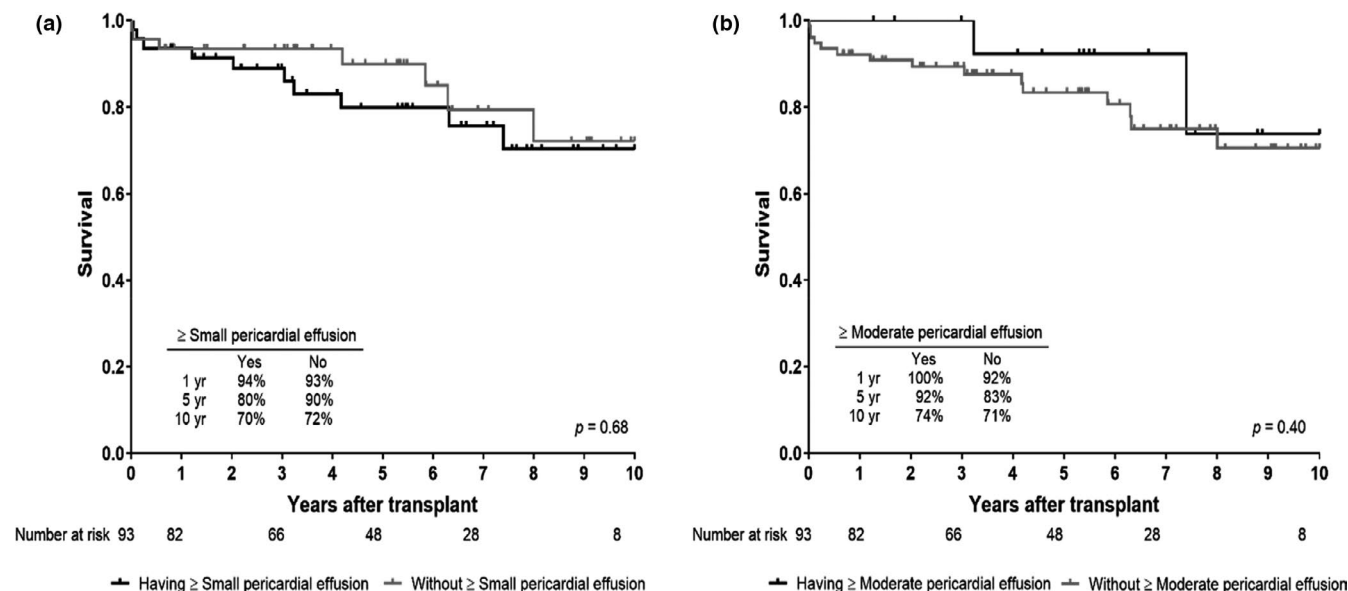 (a)
Survival
1.0
0.8
0.6
0.4
0.2
0.0
≥ Small pericardial effusion
Yes No
1 yr 94% 93%
5 yr 80% 90%
10 yr 70% 72%
p = 0.68
0 1 2 3 4 5 6 7 8 9 10
Years after transplant
Number at risk 93 82 66 48 28 8
Having ≥ Small pericardial effusion Without ≥ Small pericardial effusion
(b)
Survival
1.0
0.8
0.6
0.4
0.2
0.0
≥ Moderate pericardial effusion
Yes No
1 yr 100% 92%
5 yr 92% 83%
10 yr 74% 71%
p = 0.40
0 1 2 3 4 5 6 7 8 9 10
Years after transplant
Number at risk 93 82 66 48 28 8
Having ≥ Moderate pericardial effusion Without ≥ Moderate pericardial effusion